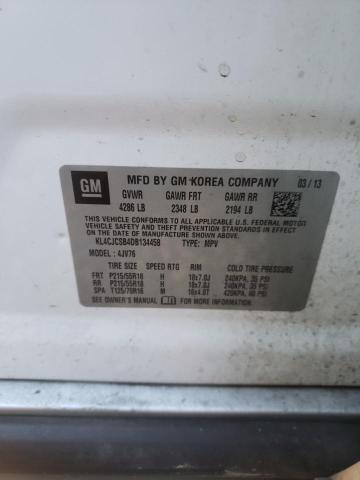 GM
MFD BY GM KOREA COMPANY 03/13
GVWR GAWR FRT GAWR RR
4286 LB 2348 LB 2194 LB
THIS VEHICLE CONFORMS TO ALL APPLICABLE U.S. FEDERAL MOTOR
VEHICLE SAFETY AND THEFT PREVENTION STANDARDS IN
EFFECT ON THE DATE OF MANUFACTURE SHOWN ABOVE.
KL4CJCSB4DB134458 TYPE: MPV
MODEL: 4JV76
TIRE SIZE SPEED RTG RIM COLD TIRE PRESSURE
FRT P215/55R18 H 18x7.0J 240KPA, 35 PSI
RR P215/55R18 H 18x7.0J 240KPA, 35 PSI
SPA T125/70R16 M 16x4.0T 420KPA, 60 PSI
SEE OWNER'S MANUAL FOR MORE INFORMATION